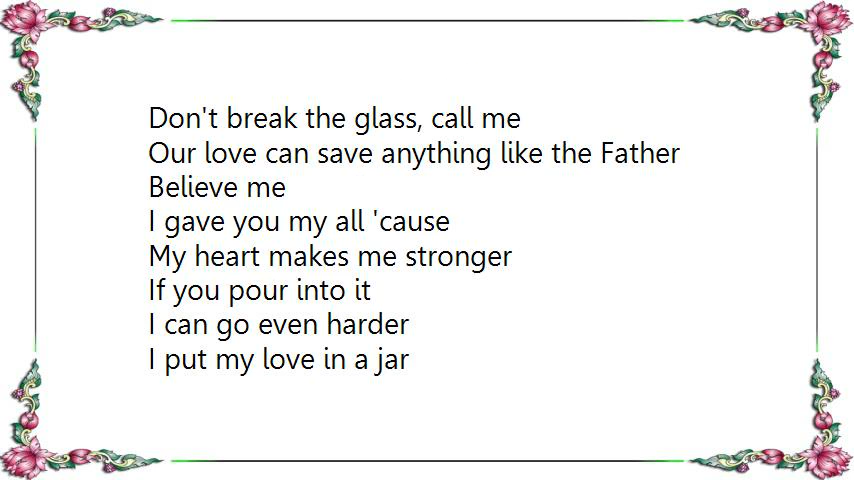 Don't break the glass, call me
Our love can save anything like the Father
Believe me
I gave you my all 'cause
My heart makes me stronger
If you pour into it
I can go even harder
I put my love in a jar